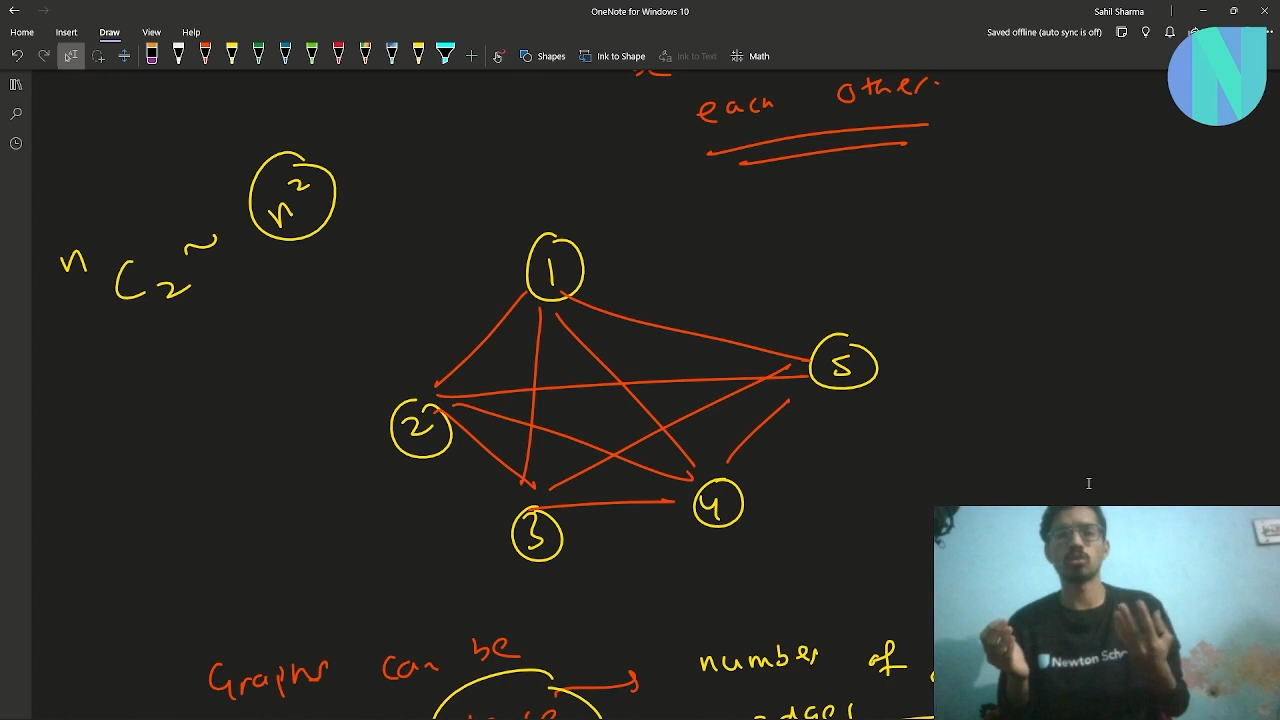 OneNote for Windows 10
Sahil Sharma
Home Insert Draw View Help
Saved offline (auto sync is off)
Shapes Ink to Shape Ink to Text Math
each other.
n²
n C2 ~
1
5
2
4
3
Newton Sch
Graphs can be
number of
edges
N